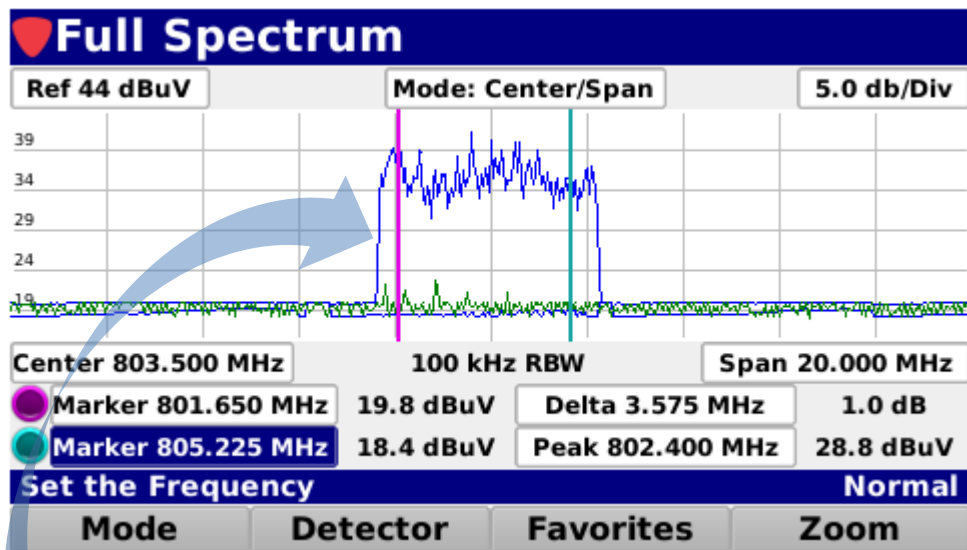 Full Spectrum
Ref 44 dBuV Mode: Center/Span 5.0 db/Div
39
34
29
24
19
Center 803.500 MHz 100 kHz RBW Span 20.000 MHz
Marker 801.650 MHz 19.8 dBuV Delta 3.575 MHz 1.0 dB
Marker 805.225 MHz 18.4 dBuV Peak 802.400 MHz 28.8 dBuV
Set the Frequency Normal
Mode Detector Favorites Zoom